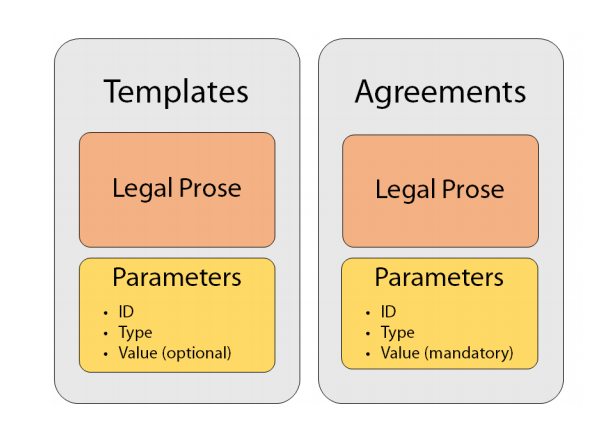 Templates
Legal Prose
Parameters
• ID
• Type
• Value (optional)
Agreements
Legal Prose
Parameters
• ID
• Type
• Value (mandatory)